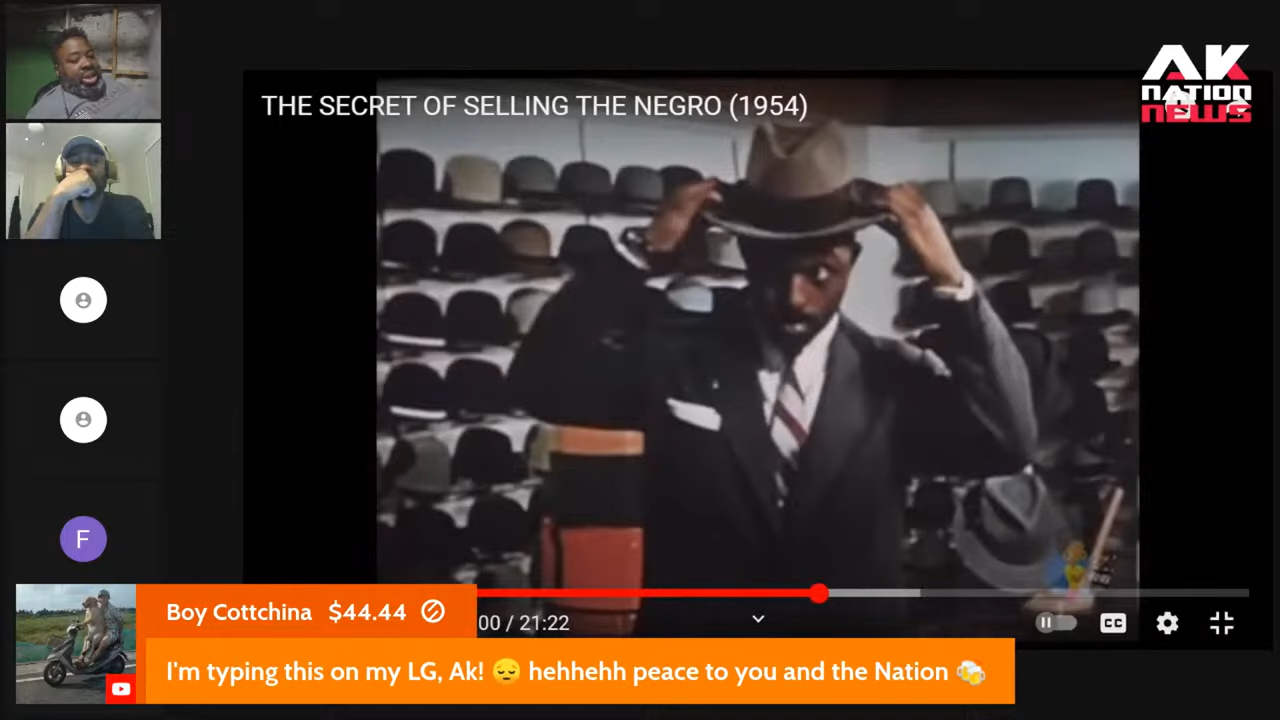 THE SECRET OF SELLING THE NEGRO (1954)
AK
NATION
NEWS
F
Boy Cottchina $44.44
00 / 21:22
CC
I'm typing this on my LG, Ak! 😔 hehhehh peace to you and the Nation 🍻